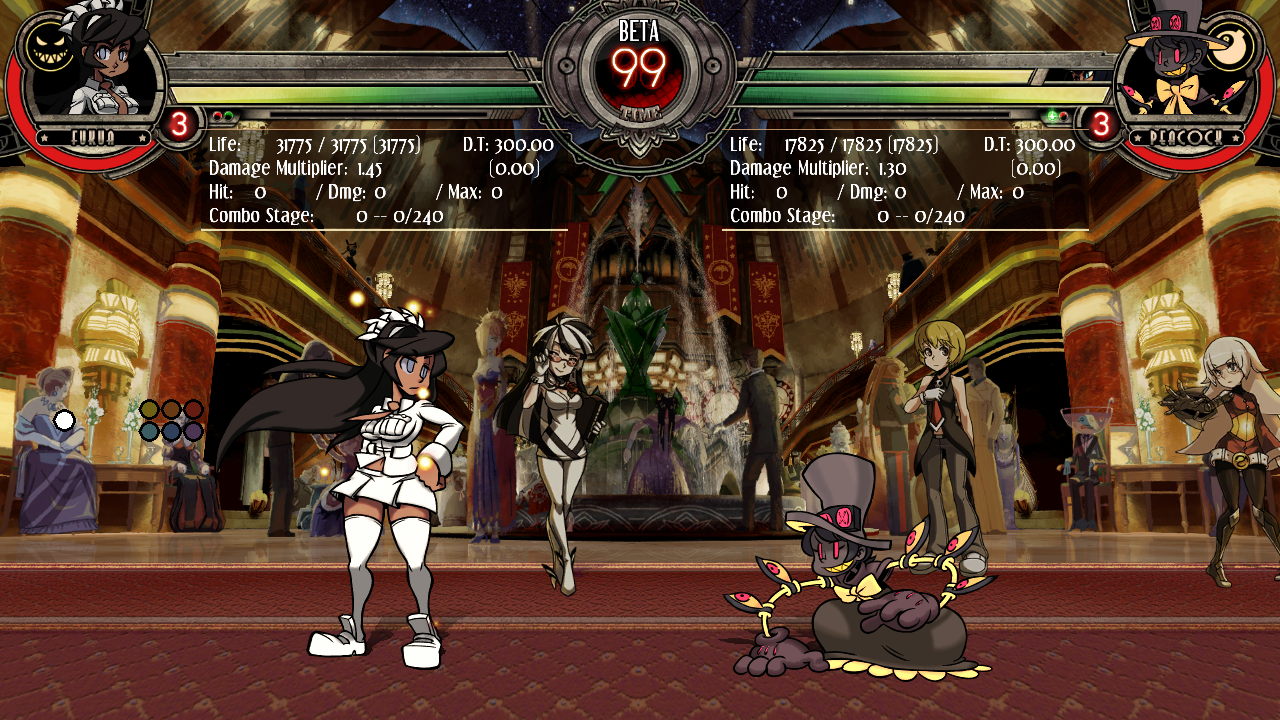 BETA
99
TIME
FUKUA
3
3
PEACOCK
Life: 31775 / 31775 (31775) D.T: 300.00
Damage Multiplier: 1.45 (0.00)
Hit: 0 / Dmg: 0 / Max: 0
Combo Stage: 0 -- 0/240
Life: 17825 / 17825 (17825) D.T: 300.00
Damage Multiplier: 1.30 (0.00)
Hit: 0 / Dmg: 0 / Max: 0
Combo Stage: 0 -- 0/240